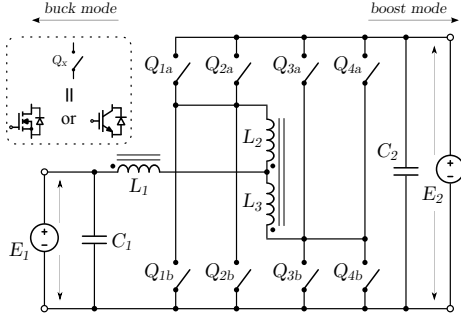 buck mode
boost mode
Qx
or
Q1a
Q2a
Q3a
Q4a
L2
L1
L3
C2
E2
E1
C1
Q1b
Q2b
Q3b
Q4b